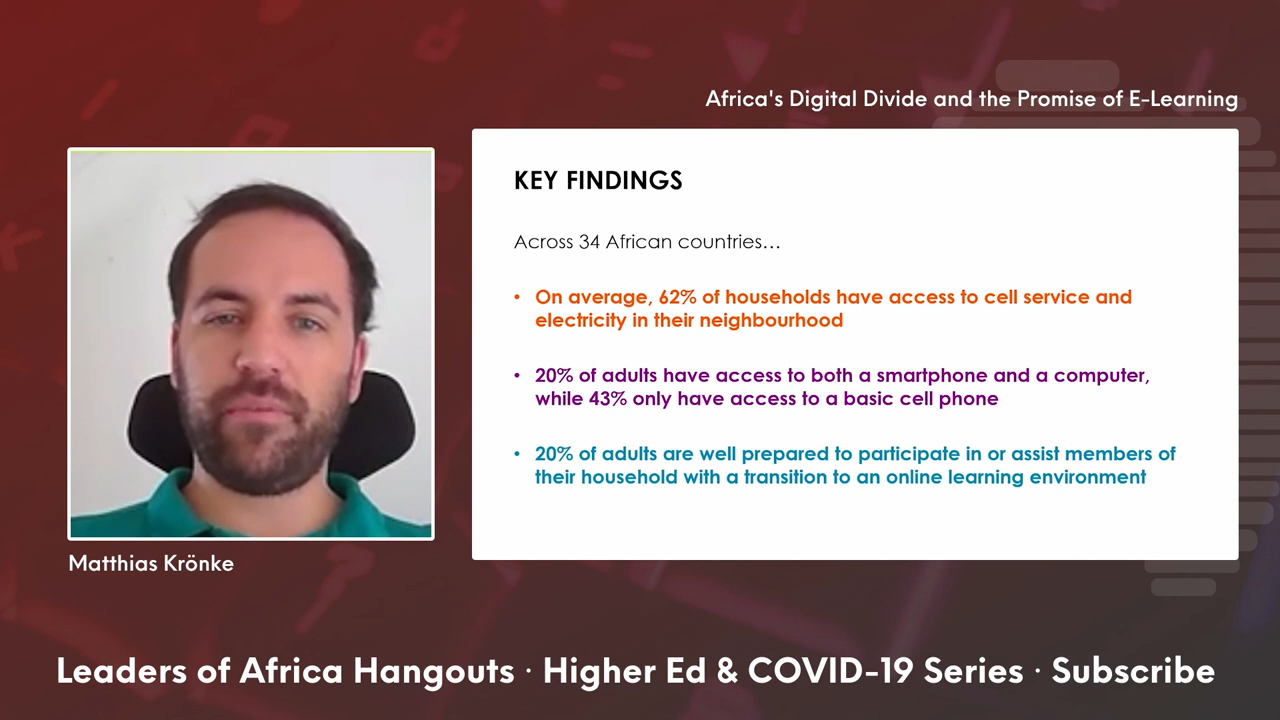 Africa's Digital Divide and the Promise of E-Learning
KEY FINDINGS
Across 34 African countries…
• On average, 62% of households have access to cell service and
electricity in their neighbourhood
• 20% of adults have access to both a smartphone and a computer,
while 43% only have access to a basic cell phone
• 20% of adults are well prepared to participate in or assist members of
their household with a transition to an online learning environment
Matthias Krönke
Leaders of Africa Hangouts · Higher Ed & COVID-19 Series · Subscribe